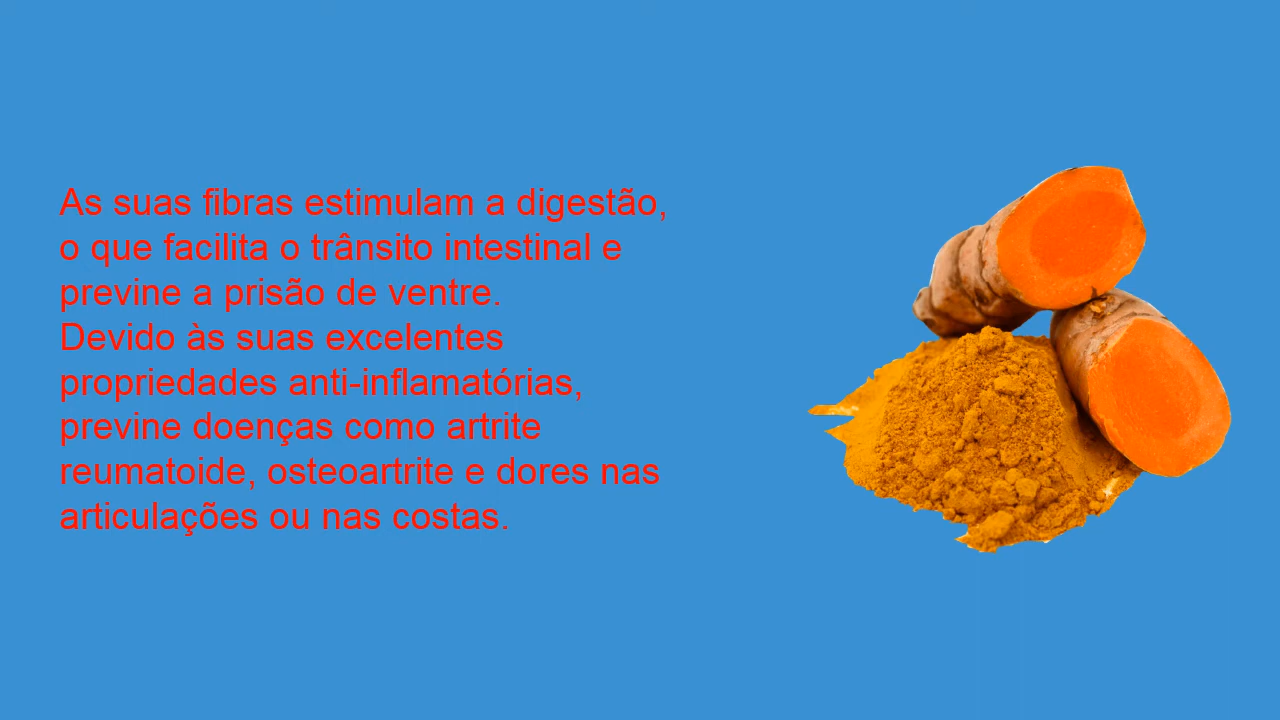 As suas fibras estimulam a digestão,
o que facilita o trânsito intestinal e
previne a prisão de ventre.
Devido às suas excelentes
propriedades anti-inflamatórias,
previne doenças como artrite
reumatoide, osteoartrite e dores nas
articulações ou nas costas.